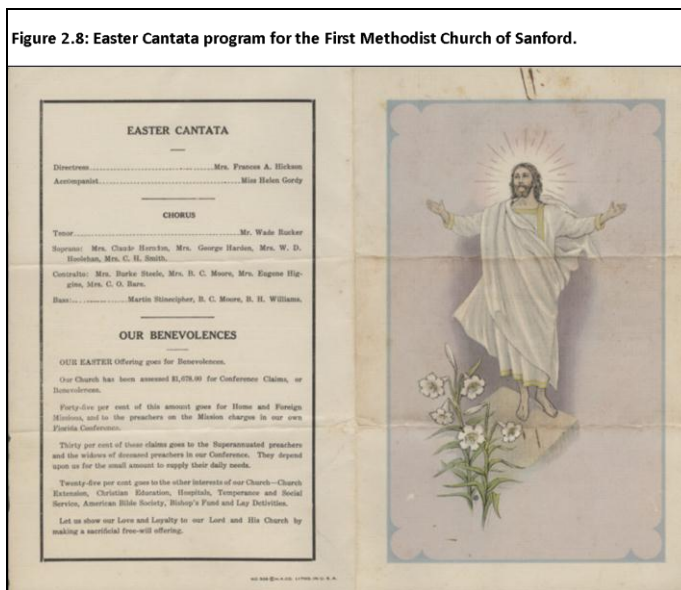 Figure 2.8: Easter Cantata program for the First Methodist Church of Sanford.
EASTER CANTATA
Directress Mrs. Frances A. Hickson
Accompanist Miss Helen Gordy
CHORUS
Tenor Mr. Wade Rucker
Soprano: Mrs. Claude Herndon, Mrs. George Harden, Mrs. W. D.
Hoolehan, Mrs. C. H. Smith.
Contralto: Mrs. Burke Steele, Mrs. B. C. Moore, Mrs. Eugene Hig-
gins, Mrs. C. O. Bare.
Bass: Martin Stinecipher, B. C. Moore, B. H. Williams.
OUR BENEVOLENCES
OUR EASTER Offering goes for Benevolences.
Our Church has been assessed for Conference Claims, or
Benevolences.
Forty-five per cent of this amount goes for Home and Foreign
Missions, and to the preachers on the Mission charges in our own
Florida Conference.
Thirty per cent of these claims goes to the Superannuated preachers
and the widows of deceased preachers in our Conference. They depend
upon us for the small amount to supply their daily needs.
Twenty-five per cent goes to the other interests of our Church—Church
Extension, Christian Education, Hospitals, Temperance and Social
Service, American Bible Society, Bishop's Fund and Lay
Let us show our Love and Loyalty to our Lord and His Church by
making a sacrificial free-will offering.
LITHO. IN U. S. A.